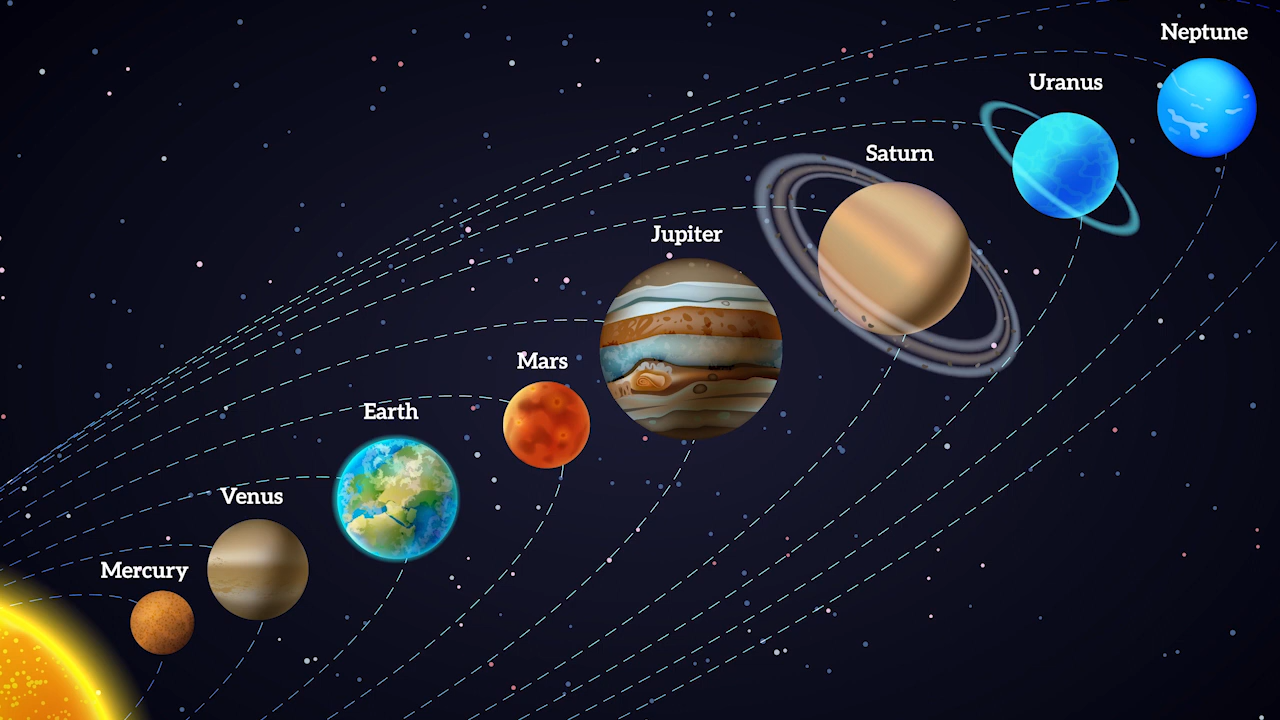 Neptune
Uranus
Saturn
Jupiter
Mars
Earth
Venus
Mercury